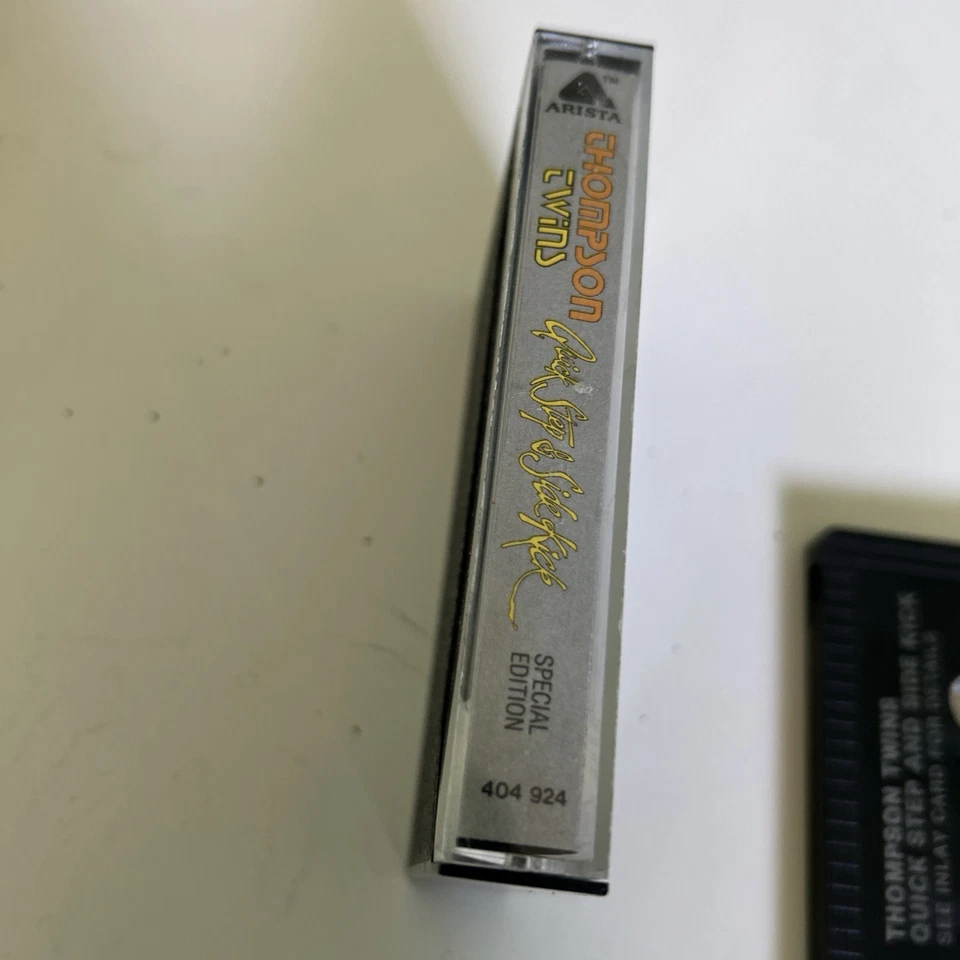 ARISTA™
THOMPSON
TWINS
Quick Step & Side Kick
SPECIAL
EDITION
404 924
THOMPSON TWINS
QUICK STEP AND SIDE KICK
SEE INLAY CARD FOR DETAILS